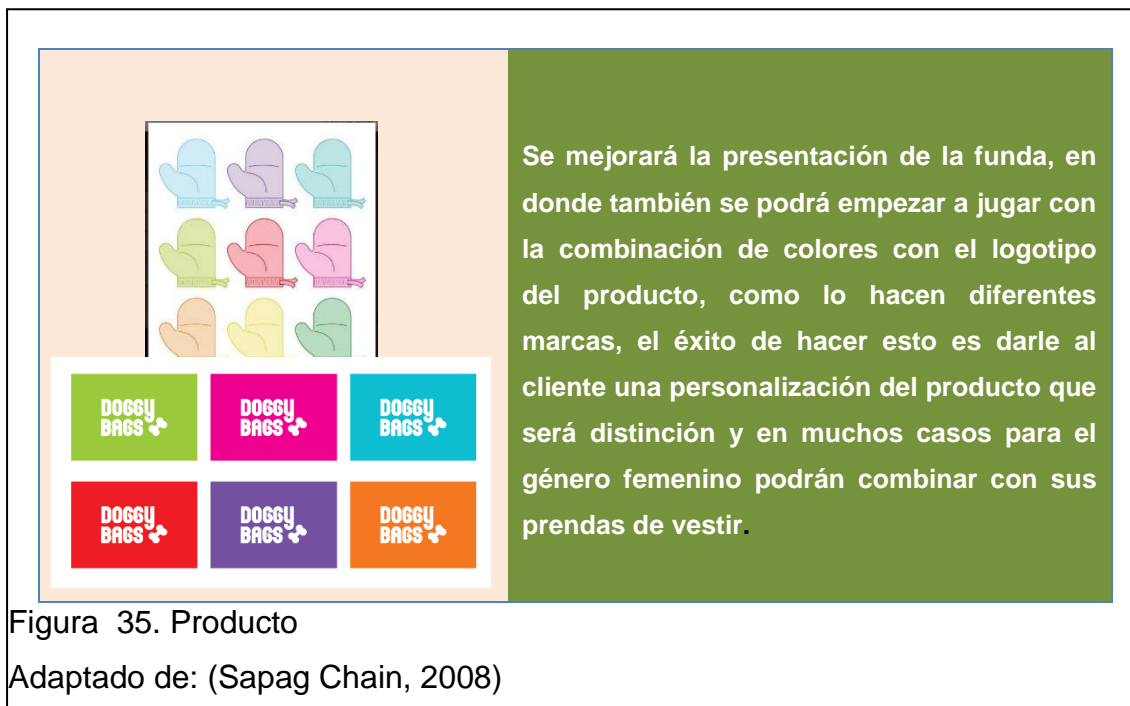 Se mejorará la presentación de la funda, en
donde también se podrá empezar a jugar con
la combinación de colores con el logotipo
del producto, como lo hacen diferentes
marcas, el éxito de hacer esto es darle al
cliente una personalización del producto que
será distinción y en muchos casos para el
género femenino podrán combinar con sus
prendas de vestir.
DOGGY
BAGS
DOGGY
BAGS
DOGGY
BAGS
DOGGY
BAGS
DOGGY
BAGS
DOGGY
BAGS
Figura 35. Producto
Adaptado de: (Sapag Chain, 2008)